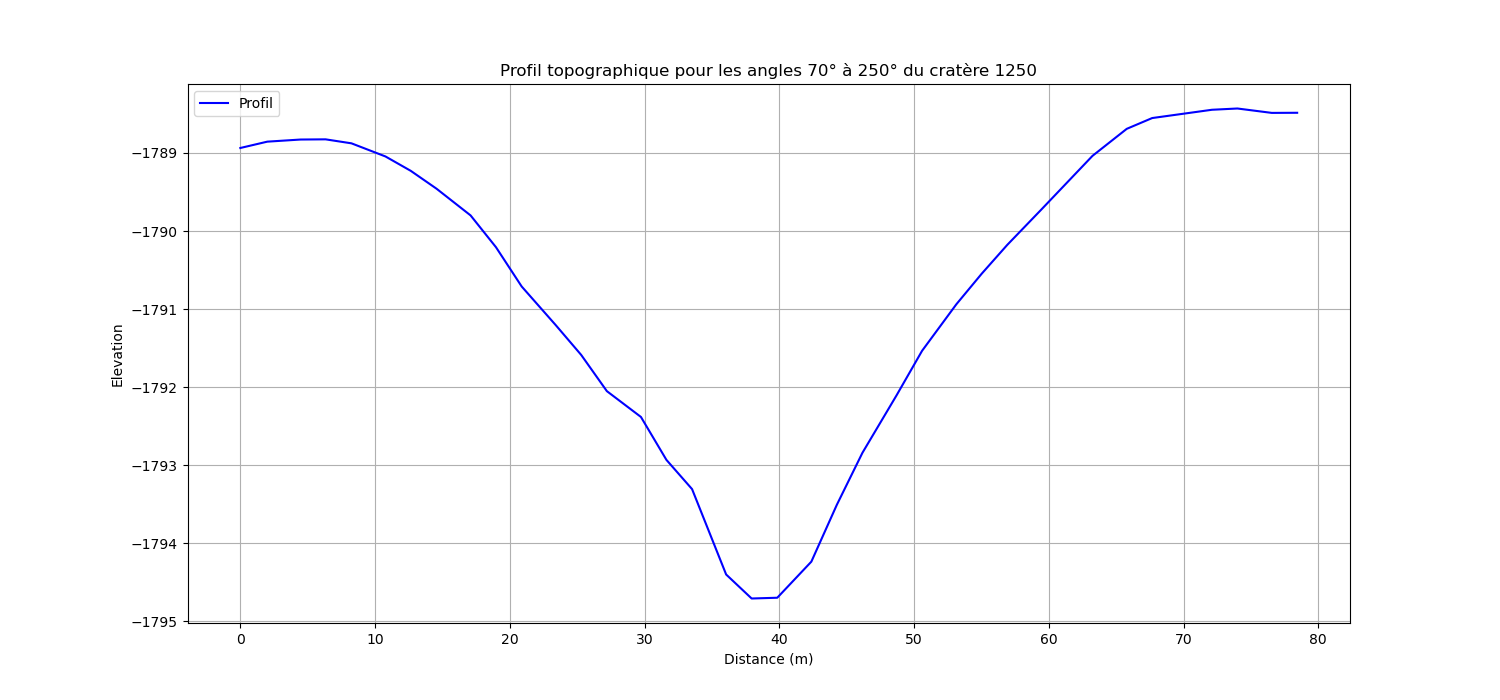 Profil topographique pour les angles 70° à 250° du cratère 1250
Profil
−1789
−1790
−1791
−1792
−1793
−1794
−1795
Elevation
0 10 20 30 40 50 60 70 80
Distance (m)